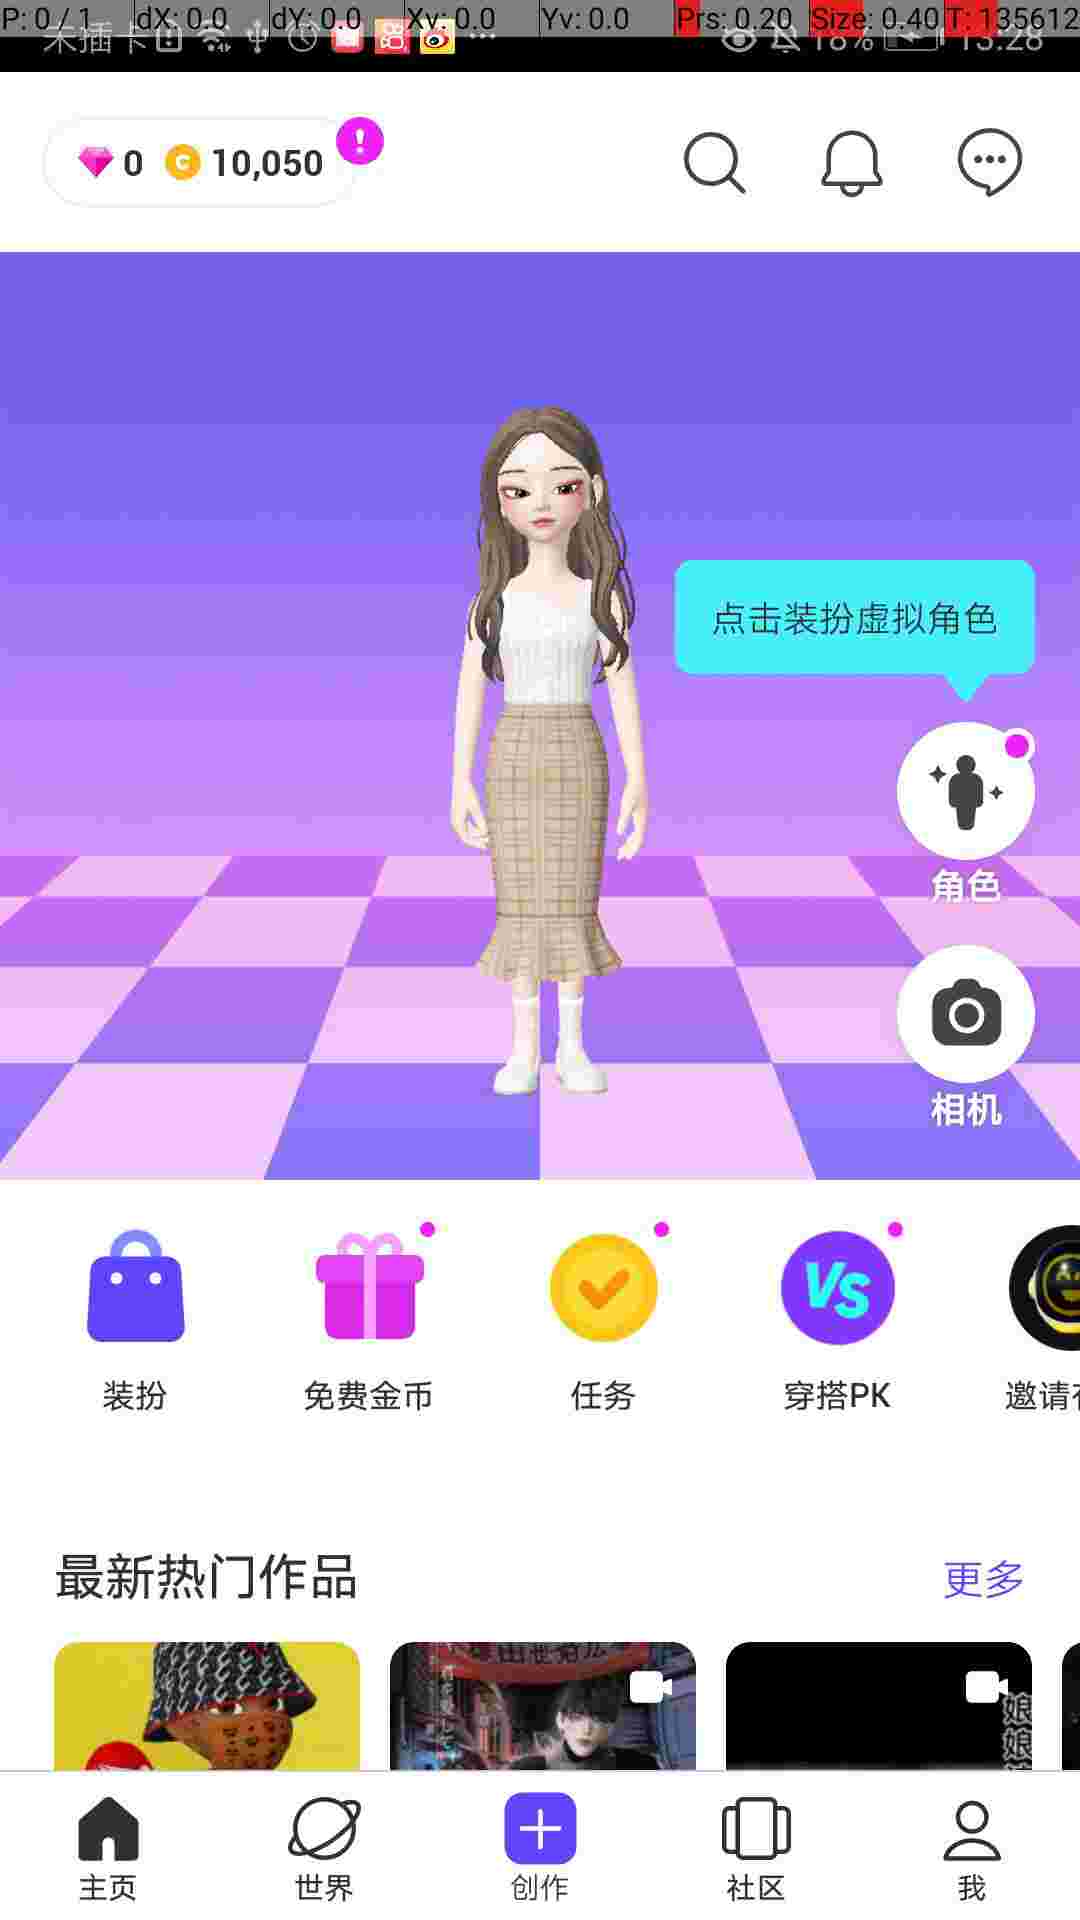 P: 0 / 1 dX: 0.0 dY: 0.0 Xv: 0.0 Yv: 0.0 Prs: 0.20 Size: 0.40 T: 135612
未插卡 18% 13:28
0 10,050
点击装扮虚拟角色
角色
相机
VS
装扮 免费金币 任务 穿搭PK 邀请
最新热门作品 更多
娘
娘
主页 世界 创作 社区 我